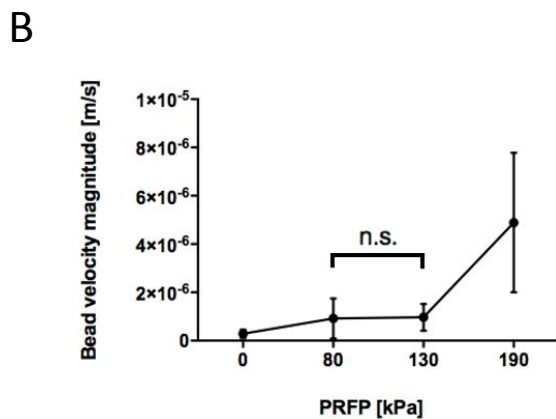 B
Bead velocity magnitude [m/s]
1×10⁻⁵
8×10⁻⁶
6×10⁻⁶
4×10⁻⁶
2×10⁻⁶
0
n.s.
0 80 130 190
PRFP [kPa]